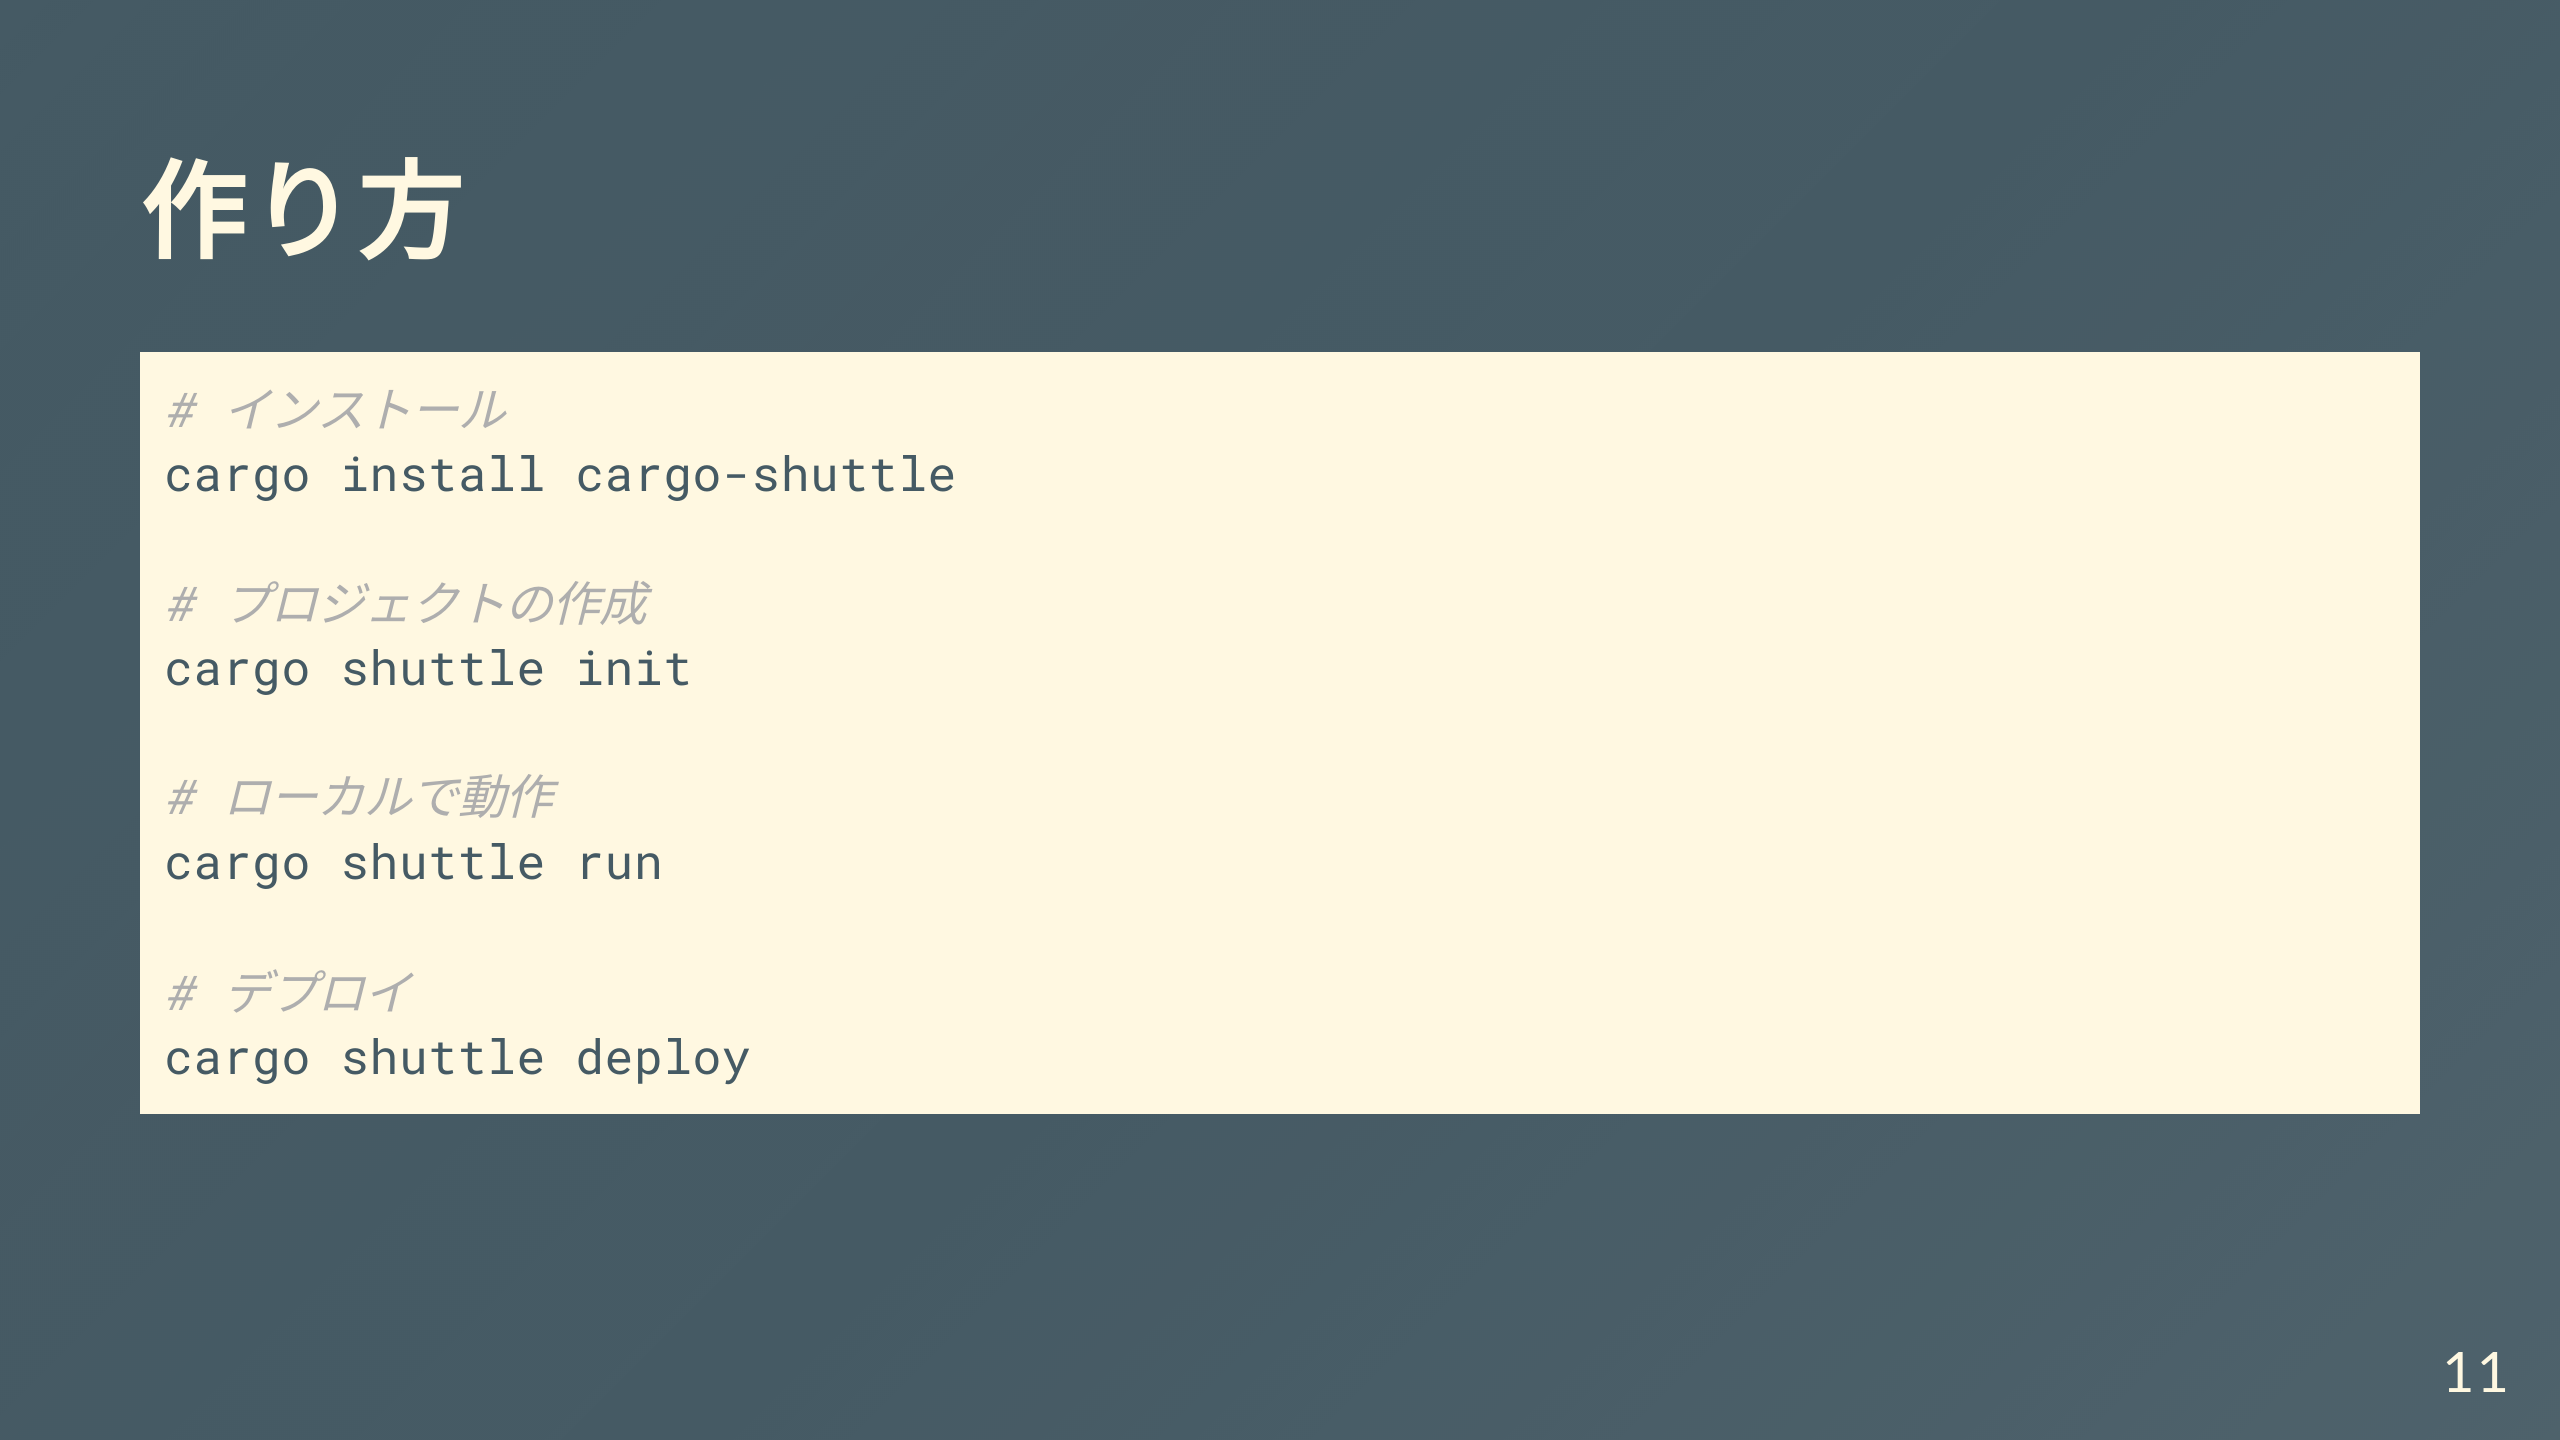 作り方
# インストール
cargo install cargo-shuttle
# プロジェクトの作成
cargo shuttle init
# ローカルで動作
cargo shuttle run
# デプロイ
cargo shuttle deploy
11